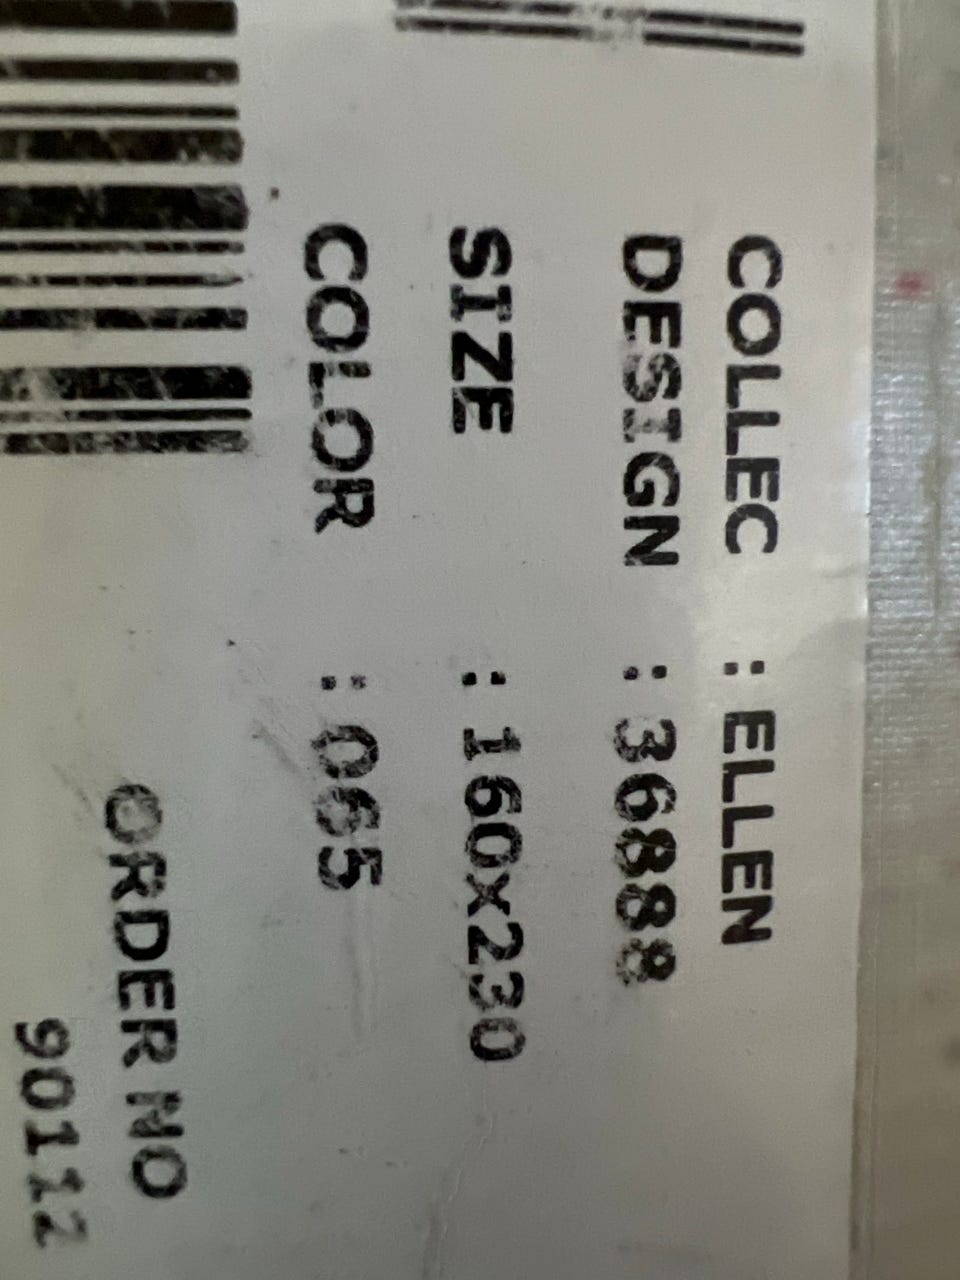 COLLEC : ELLEN
DESIGN : 36888
SIZE : 160x230
COLOR : 065
ORDER NO
90112